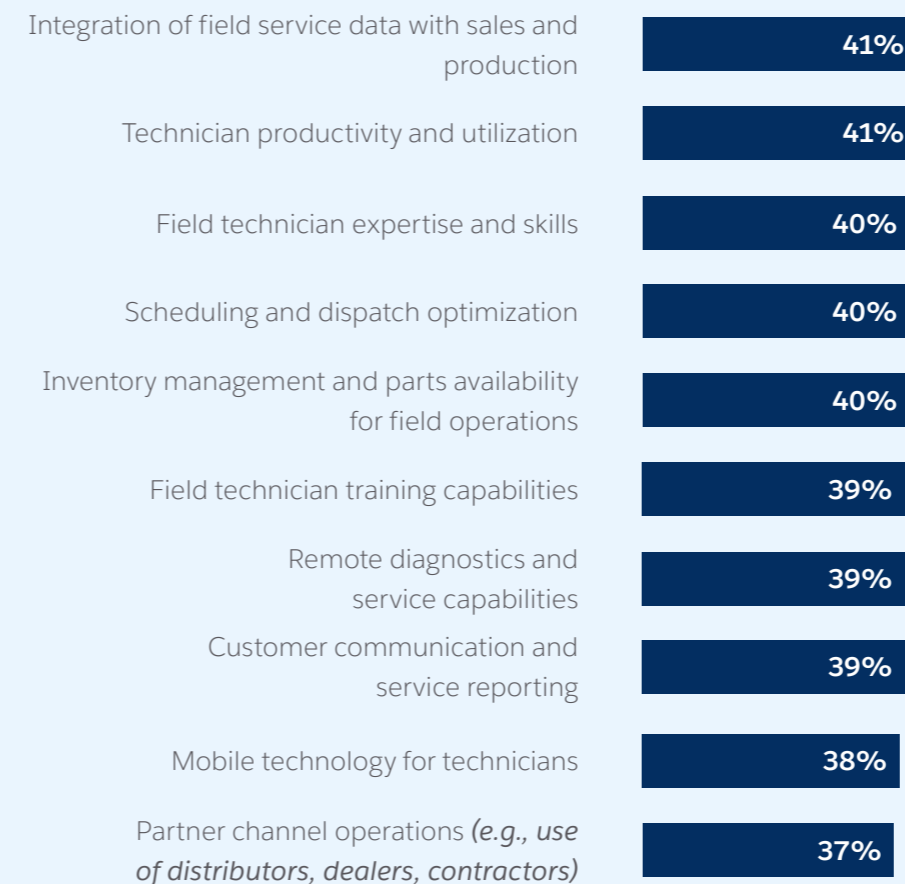 Integration of field service data with sales and
production
41%
Technician productivity and utilization
41%
Field technician expertise and skills
40%
Scheduling and dispatch optimization
40%
Inventory management and parts availability
for field operations
40%
Field technician training capabilities
39%
Remote diagnostics and
service capabilities
39%
Customer communication and
service reporting
39%
Mobile technology for technicians
38%
Partner channel operations (e.g., use
of distributors, dealers, contractors)
37%